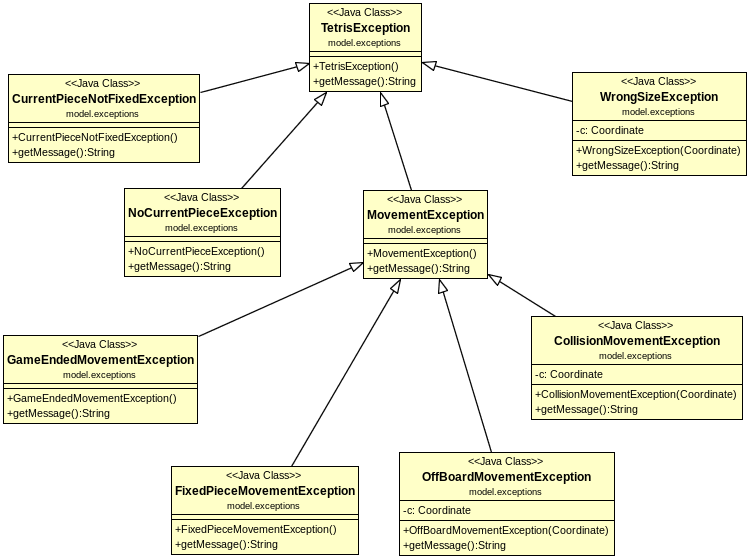 <<Java Class>>
TetrisException
model.exceptions
+TetrisException()
+getMessage():String
<<Java Class>>
CurrentPieceNotFixedException
model.exceptions
+CurrentPieceNotFixedException()
+getMessage():String
<<Java Class>>
WrongSizeException
model.exceptions
-c: Coordinate
+WrongSizeException(Coordinate)
+getMessage():String
<<Java Class>>
NoCurrentPieceException
model.exceptions
+NoCurrentPieceException()
+getMessage():String
<<Java Class>>
MovementException
model.exceptions
+MovementException()
+getMessage():String
<<Java Class>>
GameEndedMovementException
model.exceptions
+GameEndedMovementException()
+getMessage():String
<<Java Class>>
CollisionMovementException
model.exceptions
-c: Coordinate
+CollisionMovementException(Coordinate)
+getMessage():String
<<Java Class>>
FixedPieceMovementException
model.exceptions
+FixedPieceMovementException()
+getMessage():String
<<Java Class>>
OffBoardMovementException
model.exceptions
-c: Coordinate
+OffBoardMovementException(Coordinate)
+getMessage():String